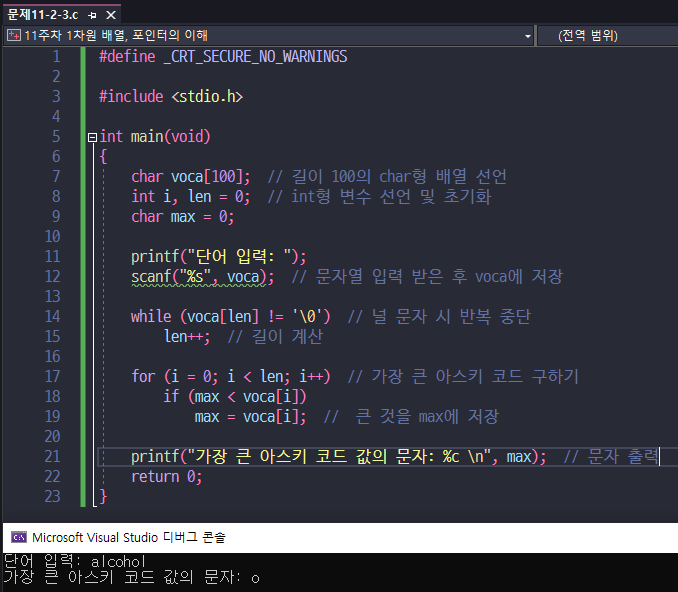 문제11-2-3.c
11주차 1차원 배열, 포인터의 이해 (전역 범위)
1 #define _CRT_SECURE_NO_WARNINGS
2
3 #include <stdio.h>
4
5 int main(void)
6 {
7 char voca[100]; // 길이 100의 char형 배열 선언
8 int i, len = 0; // int형 변수 선언 및 초기화
9 char max = 0;
10
11 printf("단어 입력: ");
12 scanf("%s", voca); // 문자열 입력 받은 후 voca에 저장
13
14 while (voca[len] != '\0') // 널 문자 시 반복 중단
15 len++; // 길이 계산
16
17 for (i = 0; i < len; i++) // 가장 큰 아스키 코드 구하기
18 if (max < voca[i])
19 max = voca[i]; // 큰 것을 max에 저장
20
21 printf("가장 큰 아스키 코드 값의 문자: %c \n", max); // 문자 출력
22 return 0;
23 }
Microsoft Visual Studio 디버그 콘솔
단어 입력: alcohol
가장 큰 아스키 코드 값의 문자: o